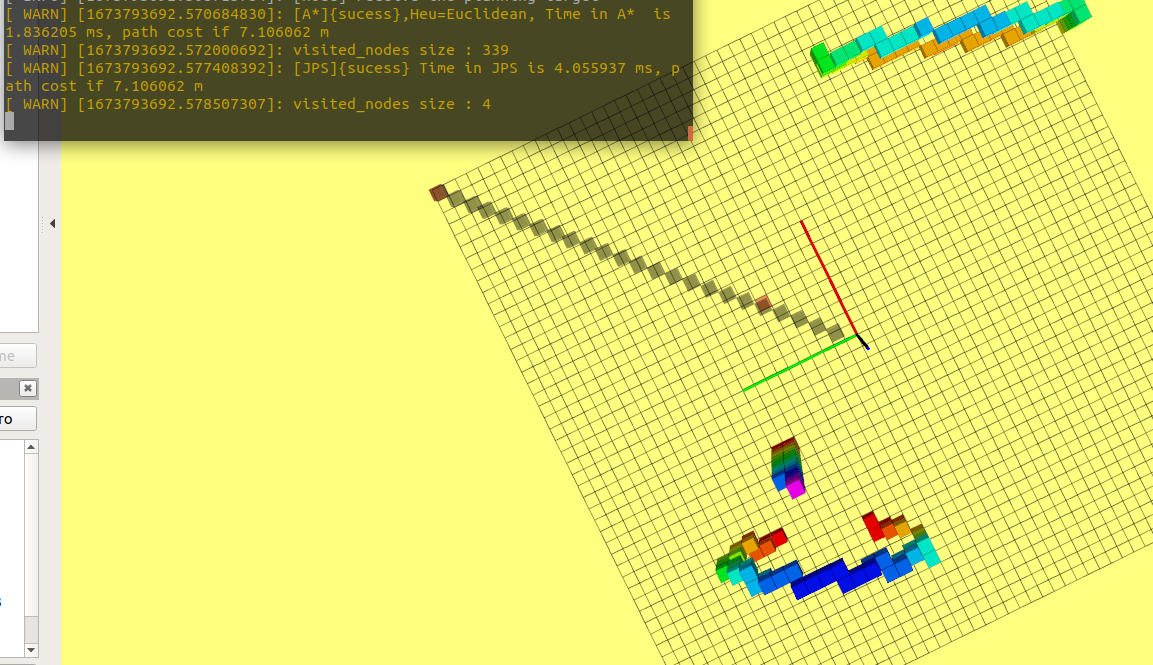 [ WARN] [1673793692.570684830]: [A*]{sucess},Heu=Euclidean, Time in A*  is
1.836205 ms, path cost if 7.106062 m
[ WARN] [1673793692.572000692]: visited_nodes size : 339
[ WARN] [1673793692.577408392]: [JPS]{sucess} Time in JPS is 4.055937 ms, p
ath cost if 7.106062 m
[ WARN] [1673793692.578507307]: visited_nodes size : 4